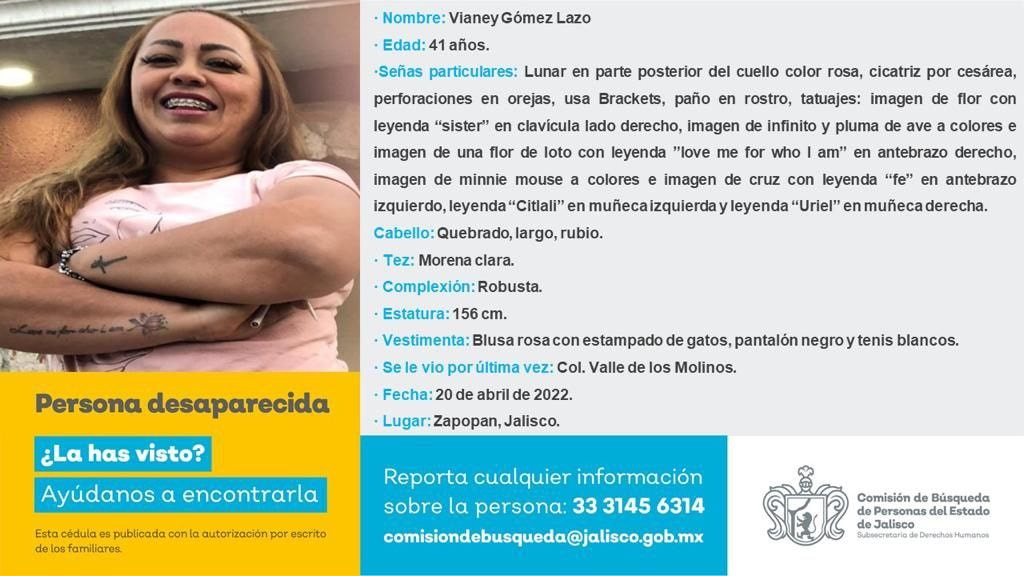 · Nombre: Vianey Gómez Lazo
· Edad: 41 años.
·Señas particulares: Lunar en parte posterior del cuello color rosa, cicatriz por cesárea,
perforaciones en orejas, usa Brackets, paño en rostro, tatuajes: imagen de flor con
leyenda “sister” en clavícula lado derecho, imagen de infinito y pluma de ave a colores e
imagen de una flor de loto con leyenda ”love me for who I am” en antebrazo derecho,
imagen de minnie mouse a colores e imagen de cruz con leyenda “fe” en antebrazo
izquierdo, leyenda “Citlali” en muñeca izquierda y leyenda “Uriel” en muñeca derecha.
Cabello: Quebrado, largo, rubio.
· Tez: Morena clara.
· Complexión: Robusta.
· Estatura: 156 cm.
· Vestimenta: Blusa rosa con estampado de gatos, pantalón negro y tenis blancos.
· Se le vio por última vez: Col. Valle de los Molinos.
· Fecha: 20 de abril de 2022.
· Lugar: Zapopan, Jalisco.
Persona desaparecida
¿La has visto?
Ayúdanos a encontrarla
Esta cédula es publicada con la autorización por escrito
de los familiares.
Reporta cualquier información
sobre la persona: 33 3145 6314
comisiondebusqueda@jalisco.gob.mx
Comisión de Búsqueda
de Personas del Estado
de Jalisco
Subsecretaría de Derechos Humanos